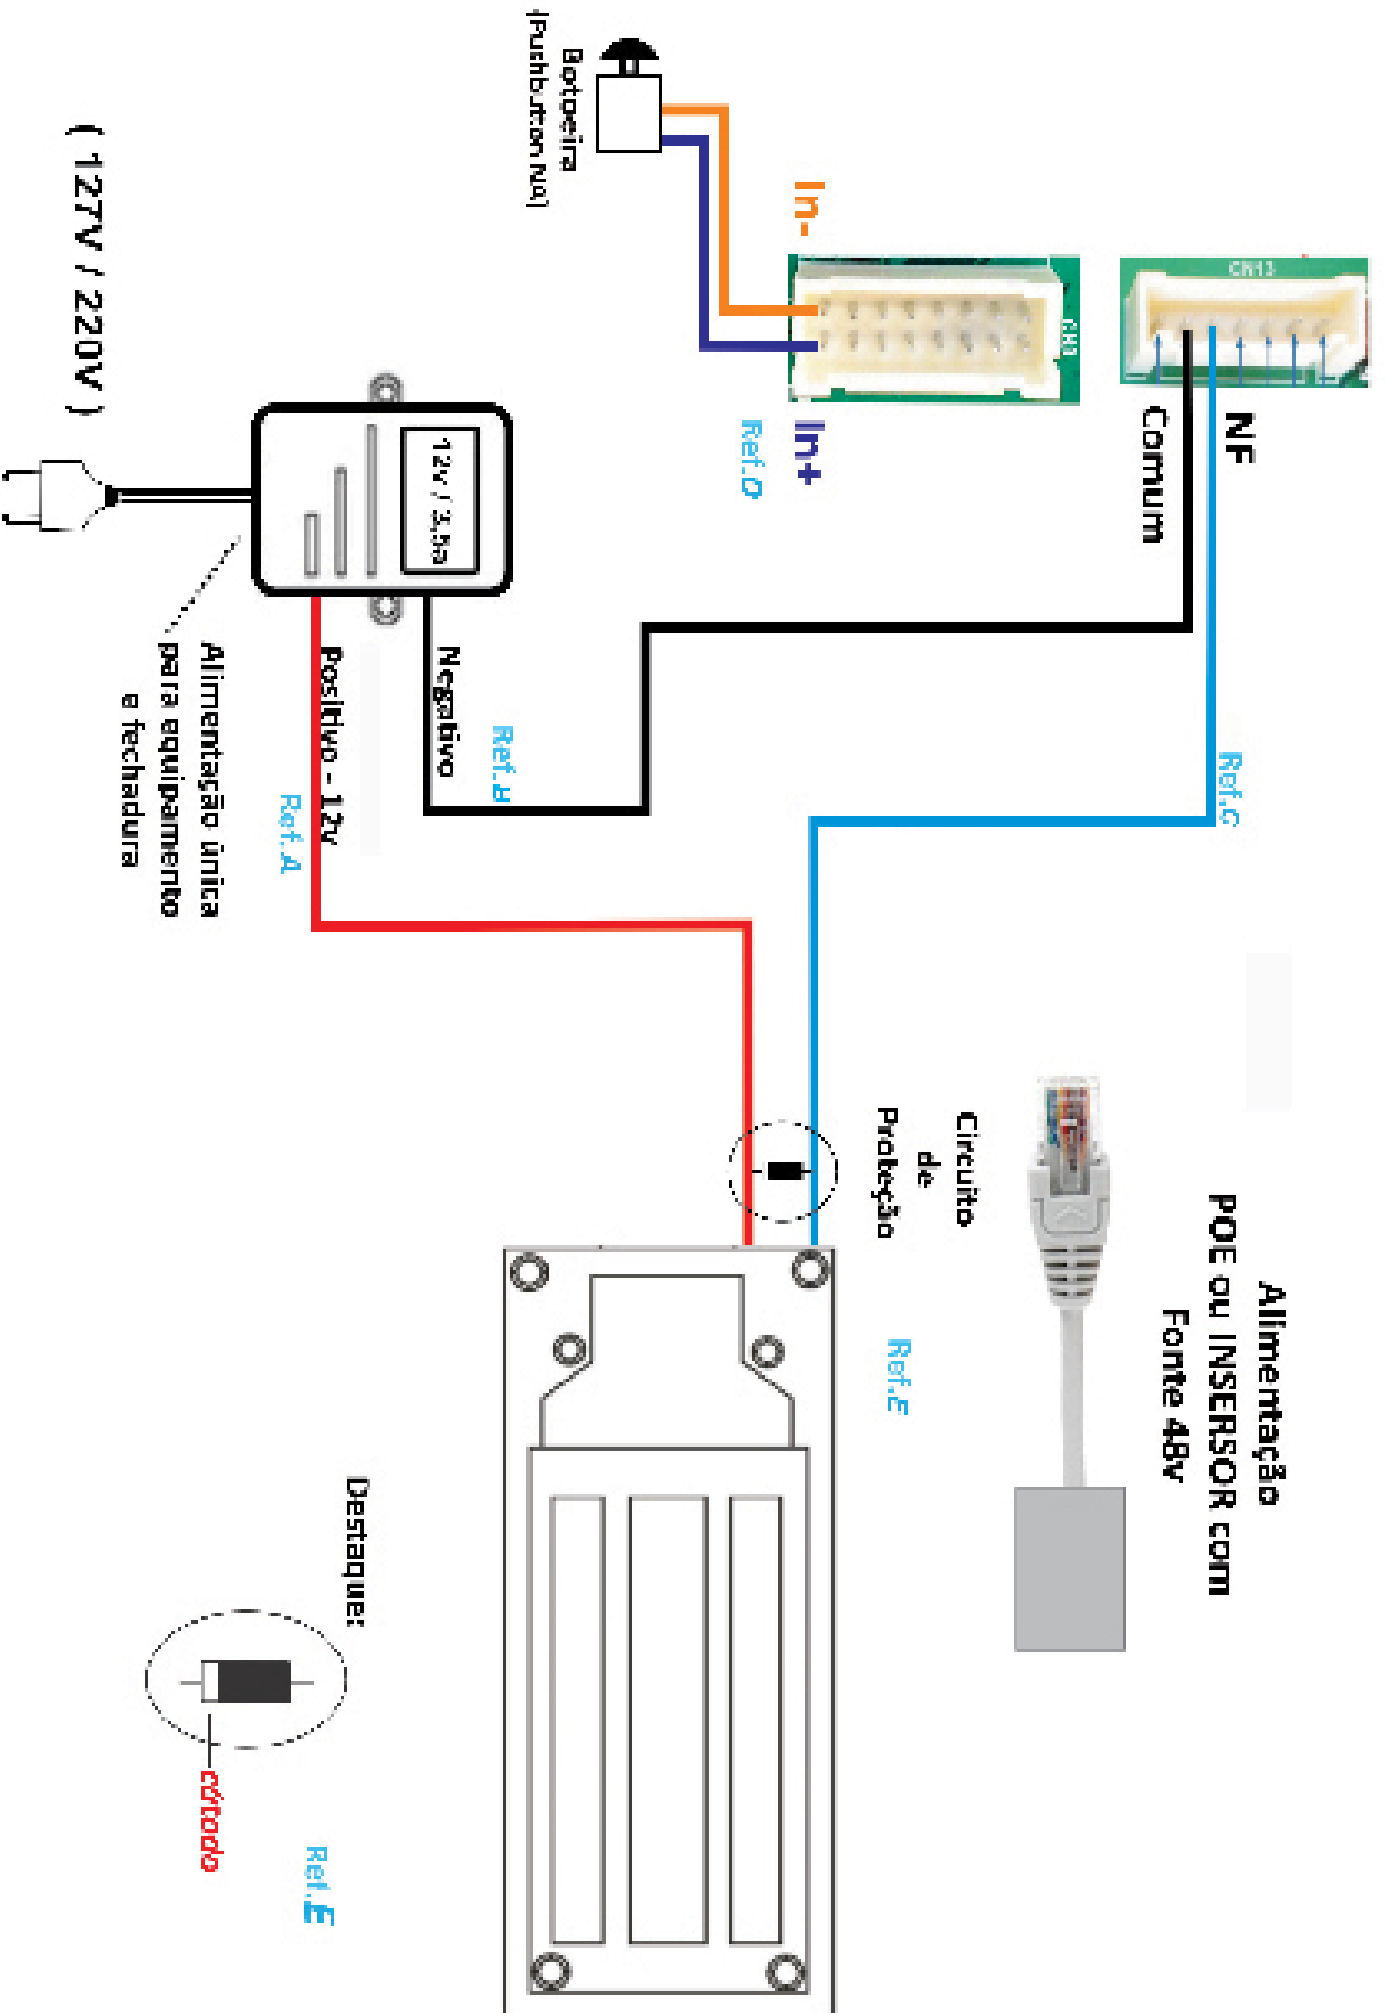 CN13
NF
Comum
In-
In+
CN9
Ref.D
Botoeira
(Pushbutton NA)
( 127V / 220V )
12v / 3,5a
Negativo
Ref.B
Positivo - 12v
Ref.A
Alimentação única
para equipamento
e fechadura
Ref.C
Circuito
de
Proteção
Ref.E
Alimentação
POE ou INSERSOR com
Fonte 48v
Destaque:
cátodo
Ref.E